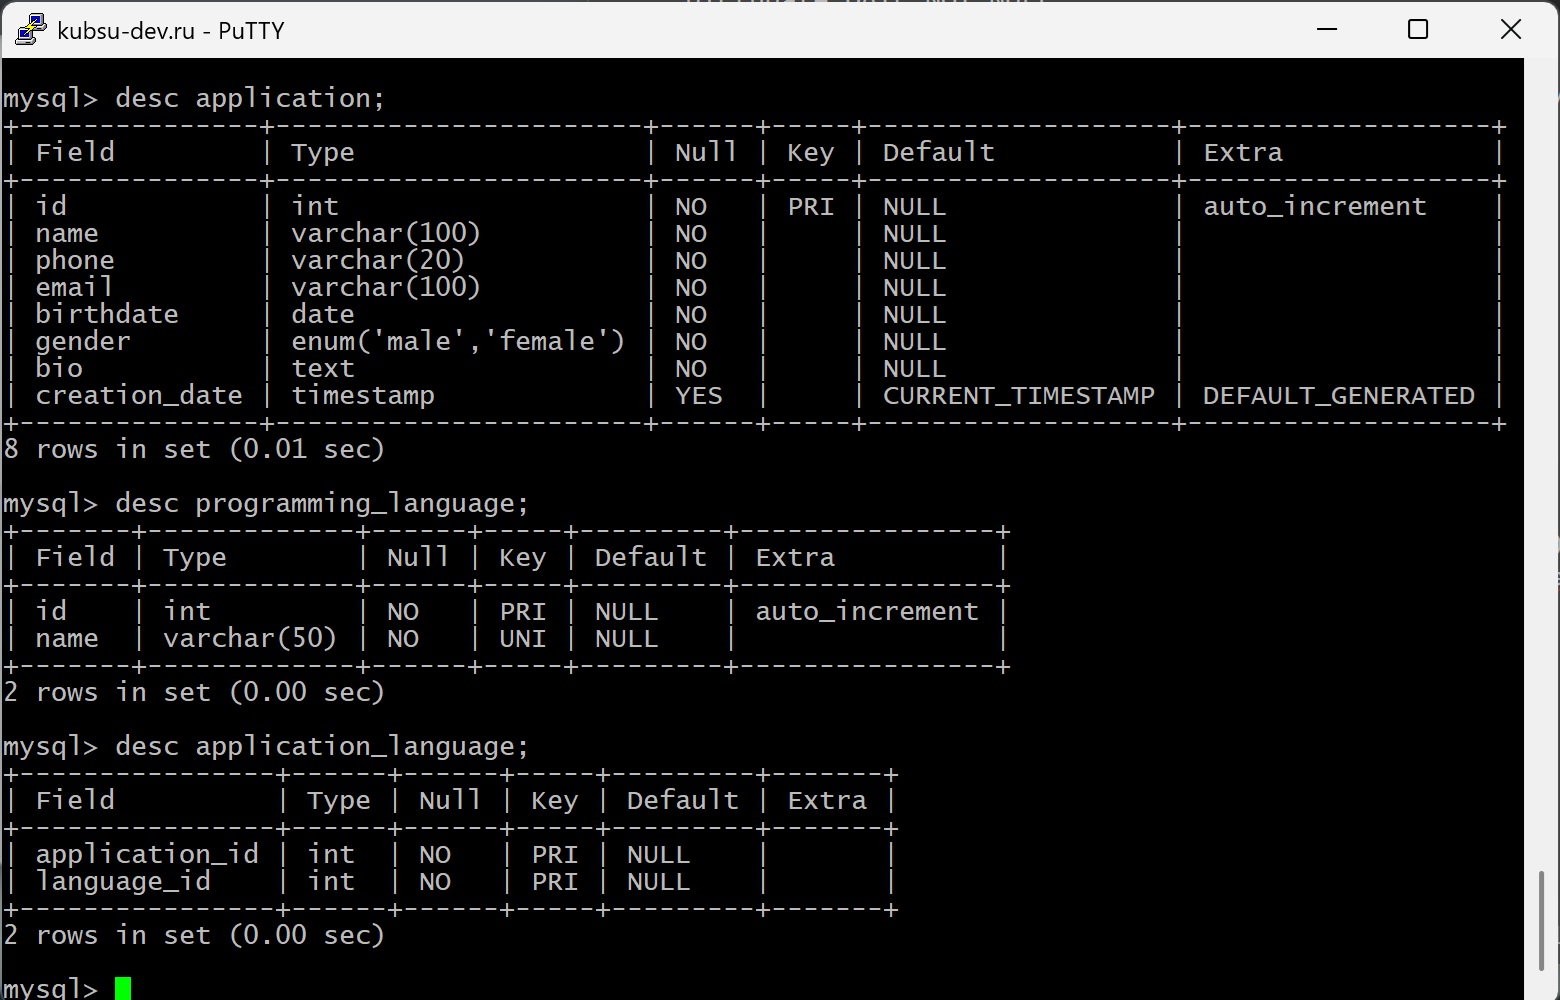 kubsu-dev.ru - PuTTY
mysql> desc application;
+---------------+-----------------------+------+-----+-------------------+-------------------+
| Field         | Type                  | Null | Key | Default           | Extra             |
+---------------+-----------------------+------+-----+-------------------+-------------------+
| id            | int                   | NO   | PRI | NULL              | auto_increment    |
| name          | varchar(100)          | NO   |     | NULL              |                   |
| phone         | varchar(20)           | NO   |     | NULL              |                   |
| email         | varchar(100)          | NO   |     | NULL              |                   |
| birthdate     | date                  | NO   |     | NULL              |                   |
| gender        | enum('male','female') | NO   |     | NULL              |                   |
| bio           | text                  | NO   |     | NULL              |                   |
| creation_date | timestamp             | YES  |     | CURRENT_TIMESTAMP | DEFAULT_GENERATED |
+---------------+-----------------------+------+-----+-------------------+-------------------+
8 rows in set (0.01 sec)
mysql> desc programming_language;
+-------+-------------+------+-----+---------+----------------+
| Field | Type        | Null | Key | Default | Extra          |
+-------+-------------+------+-----+---------+----------------+
| id    | int         | NO   | PRI | NULL    | auto_increment |
| name  | varchar(50) | NO   | UNI | NULL    |                |
+-------+-------------+------+-----+---------+----------------+
2 rows in set (0.00 sec)
mysql> desc application_language;
+----------------+------+------+-----+---------+-------+
| Field          | Type | Null | Key | Default | Extra |
+----------------+------+------+-----+---------+-------+
| application_id | int  | NO   | PRI | NULL    |       |
| language_id    | int  | NO   | PRI | NULL    |       |
+----------------+------+------+-----+---------+-------+
2 rows in set (0.00 sec)
mysql>